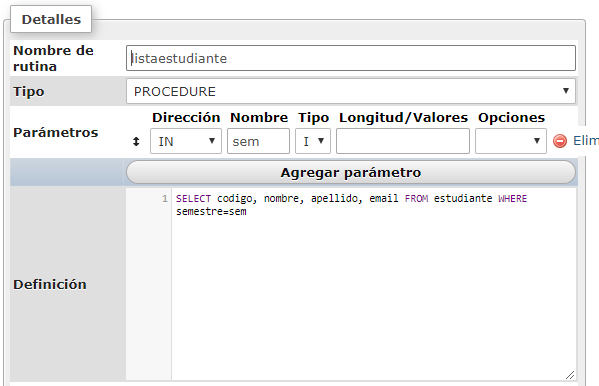 Detalles
Nombre de rutina
listaestudiante
Tipo
PROCEDURE
Parámetros
Dirección Nombre Tipo Longitud/Valores Opciones
IN sem I Elim
Agregar parámetro
Definición
1 SELECT codigo, nombre, apellido, email FROM estudiante WHERE
semestre=sem